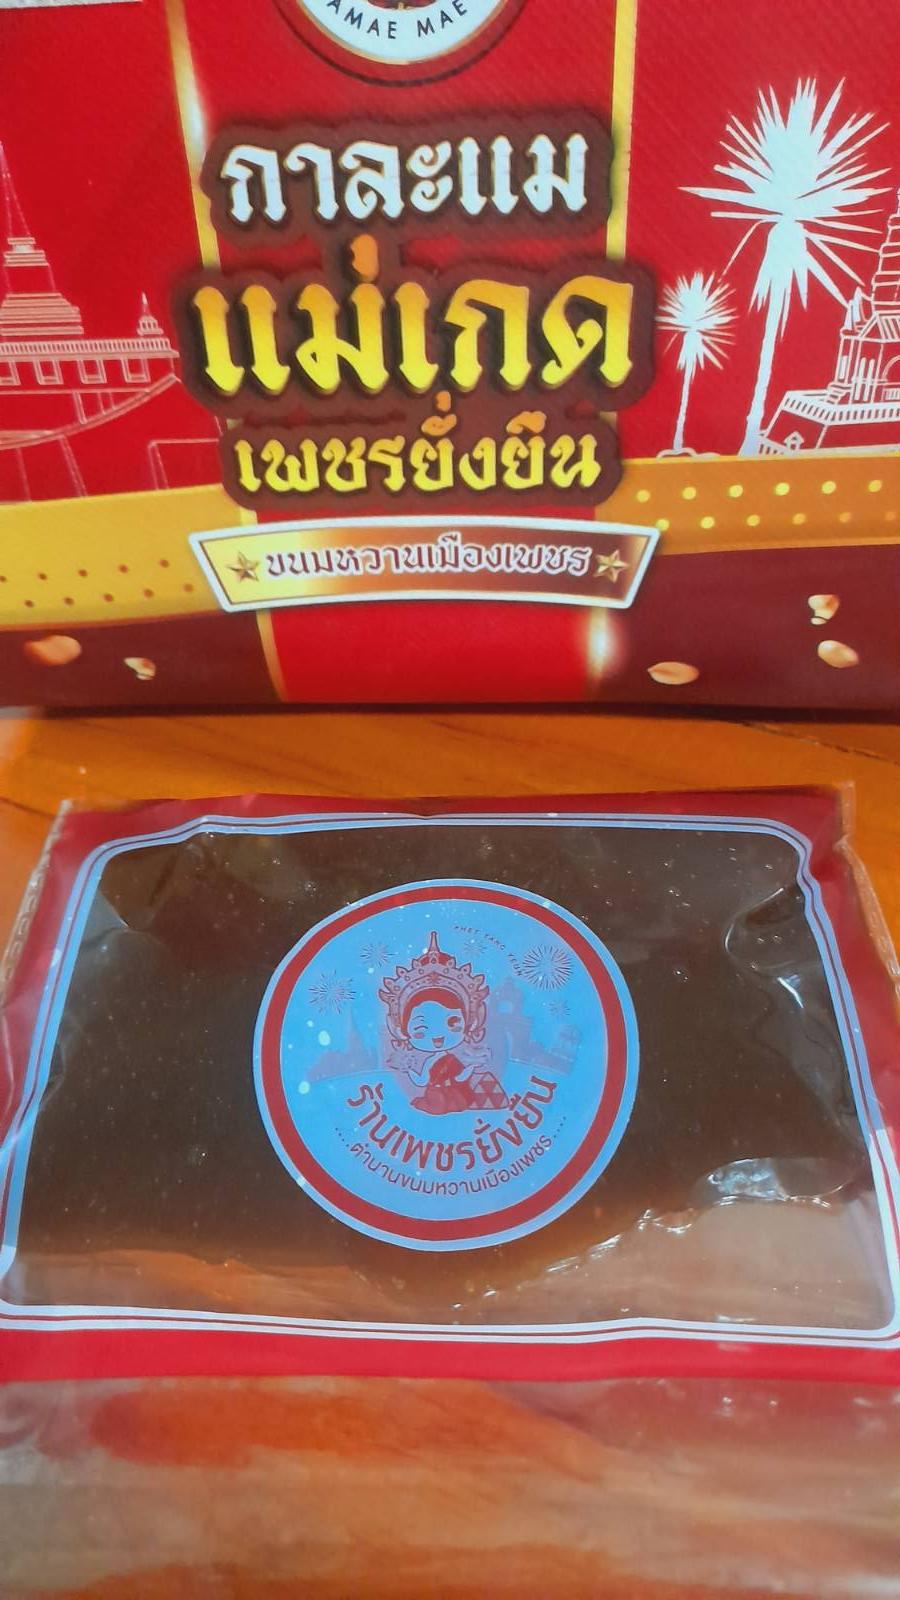 AMAE MAE
กาละแม
แม่เกด
เพชรยั่งยืน
ขนมหวานเมืองเพชร
PHET YANG YEUN
ร้านเพชรยั่งยืน
....ตำนานขนมหวานเมืองเพชร....